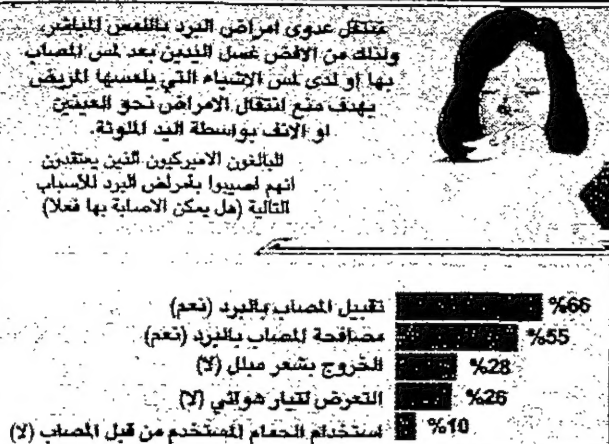 تنتقل عدوى امراض البرد باللمس المباشر،
ولذلك من الافضل غسل اليدين بعد لمس المصاب
بها او لدى لمس الاشياء التي يلمسها المريض
بهدف منع انتقال الامراض نحو العينين
او الانف بواسطة اليد الملوثة.
البالغون الاميركيون الذين يعتقدون
انهم اصيبوا بامراض البرد للأسباب
التالية (هل يمكن الاصابة بها فعلا)
تقبيل المصاب بالبرد (نعم) %66
مصافحة المصاب بالبرد (نعم) %55
الخروج بشعر مبلل (لا) %28
التعرض لتيار هوائي (لا) %26
استخدام الحمام المستخدم من قبل المصاب (لا) %10